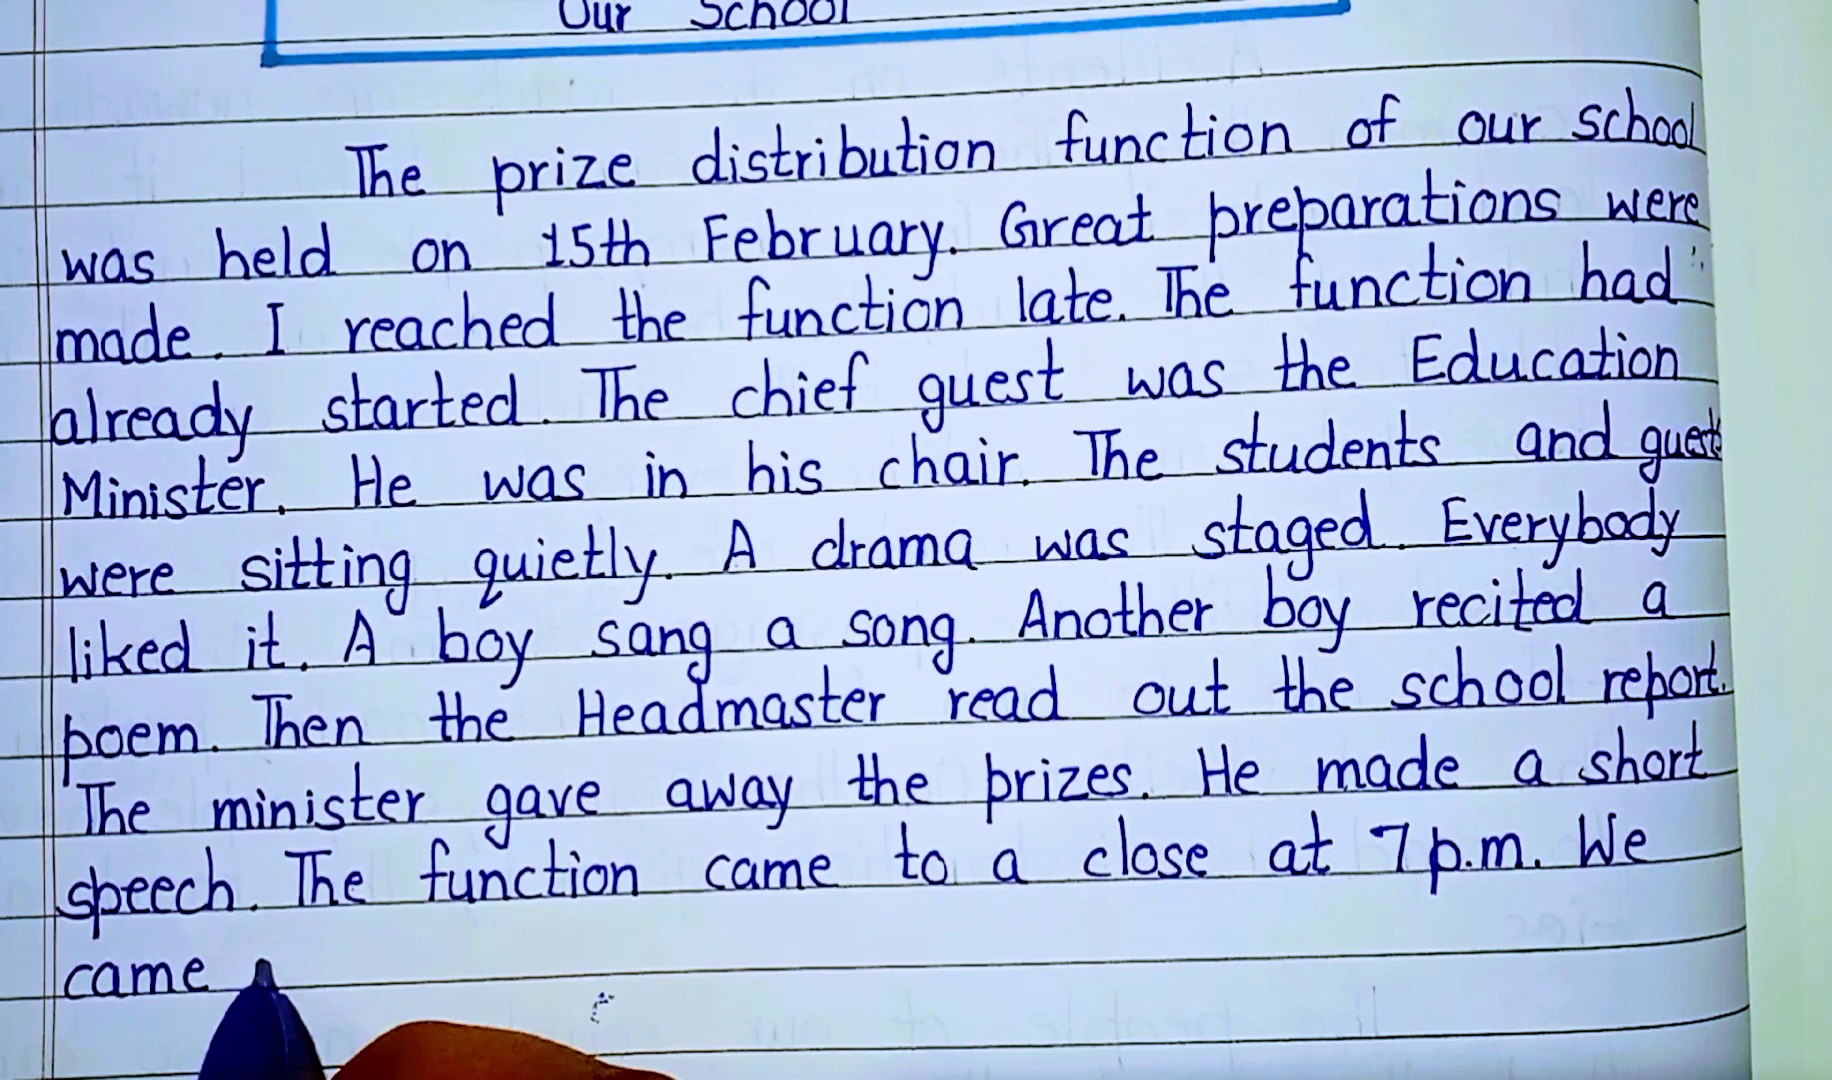 Our School
The prize distribution function of our school
was held on 15th February. Great preparations were
made. I reached the function late. The function had
already started. The chief guest was the Education
Minister. He was in his chair. The students and guests
were sitting quietly. A drama was staged. Everybody
liked it. A boy sang a song. Another boy recited a
poem. Then the Headmaster read out the school report.
The minister gave away the prizes. He made a short
speech. The function came to a close at 7 p.m. We
came